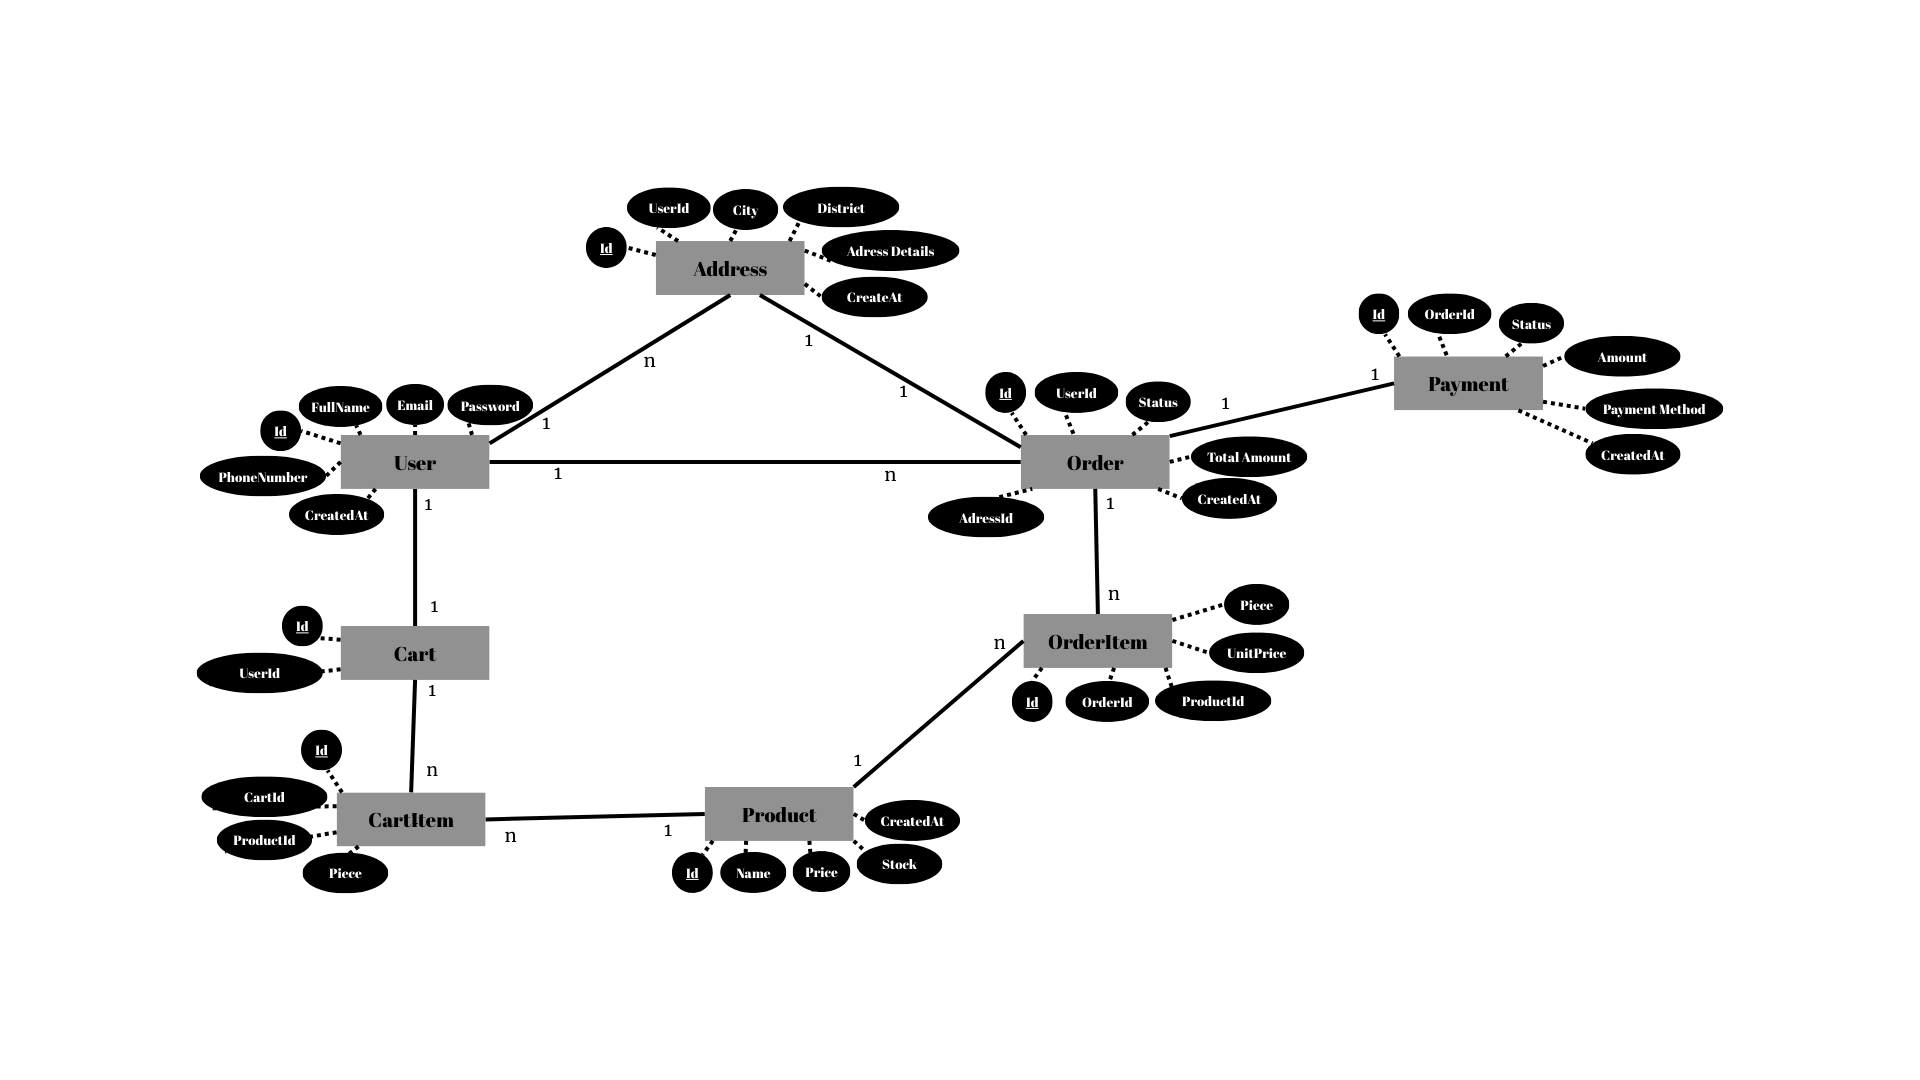 UserId
City
District
Id
Adress Details
Address
CreateAt
n
1
1
1
FullName
Email
Password
Id
User
PhoneNumber
CreatedAt
1
n
Id
UserId
Status
Order
Total Amount
CreatedAt
AdressId
1
1
Id
OrderId
Status
Amount
Payment
Payment Method
CreatedAt
1
1
Id
Cart
UserId
1
n
Id
CartId
CartItem
ProductId
Piece
n
1
Product
CreatedAt
Id
Name
Price
Stock
1
n
1
n
OrderItem
Piece
UnitPrice
Id
OrderId
ProductId